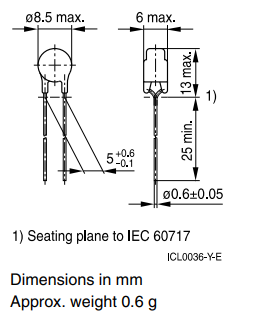 ø8.5 max.
6 max.
13 max.
1)
25 min.
5 +0.6 -0.1
ø0.6±0.05
1) Seating plane to IEC 60717
ICL0036-Y-E
Dimensions in mm
Approx. weight 0.6 g